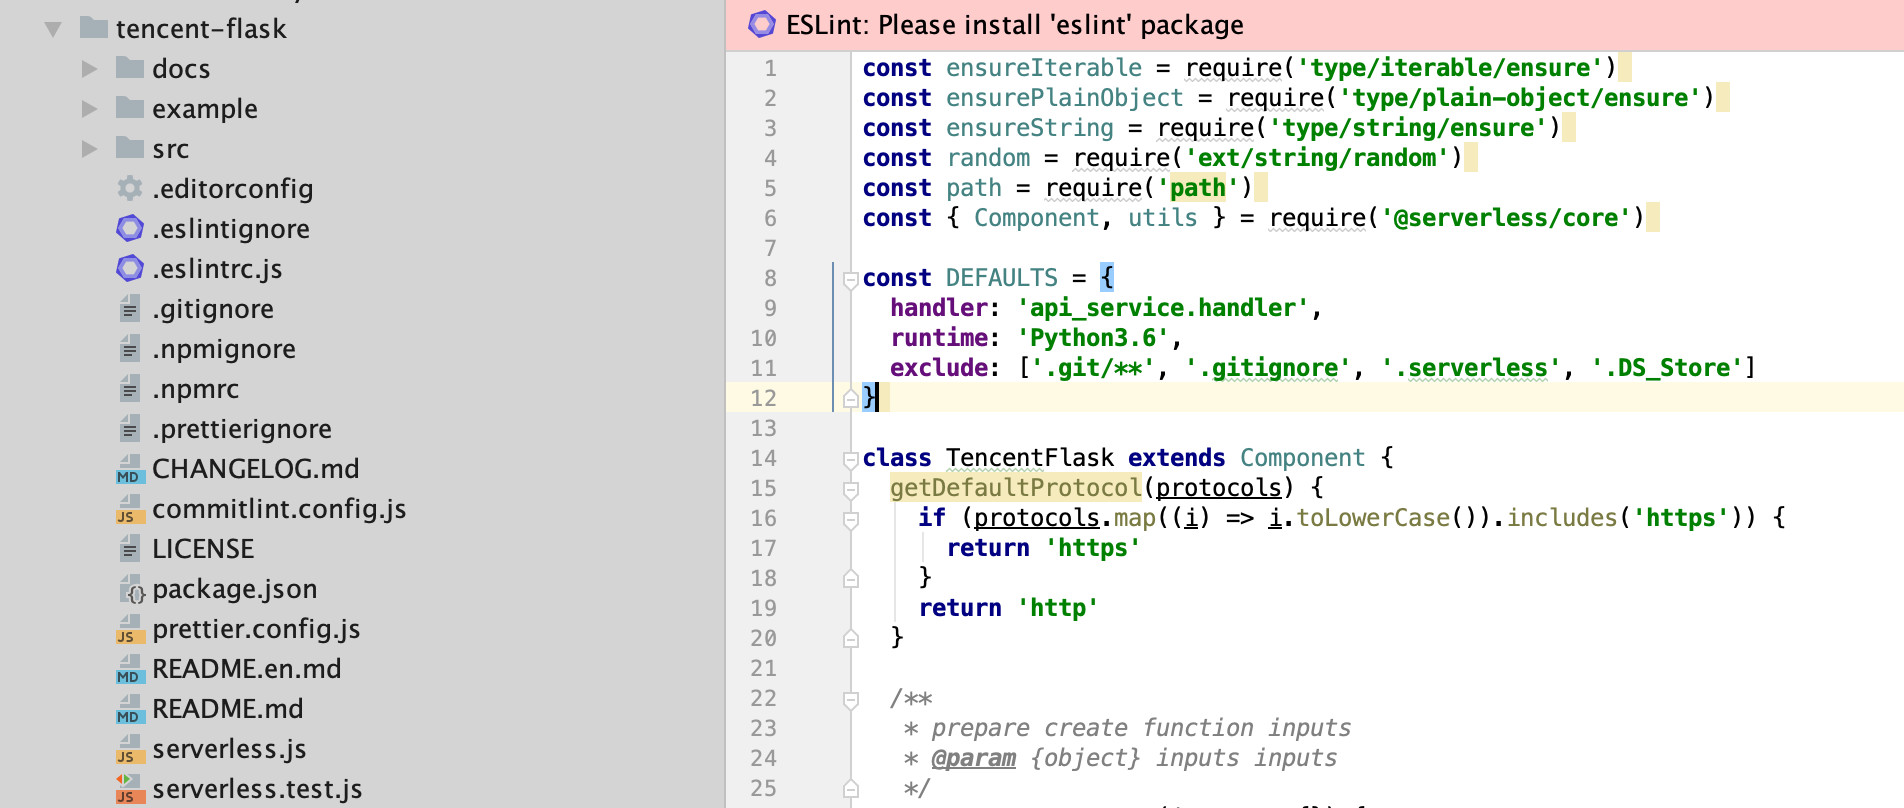 tencent-flask
docs
example
src
.editorconfig
.eslintignore
.eslintrc.js
.gitignore
.npmignore
.npmrc
.prettierignore
CHANGELOG.md
commitlint.config.js
LICENSE
package.json
prettier.config.js
README.en.md
README.md
serverless.js
serverless.test.js
ESLint: Please install 'eslint' package
1 const ensureIterable = require('type/iterable/ensure')
2 const ensurePlainObject = require('type/plain-object/ensure')
3 const ensureString = require('type/string/ensure')
4 const random = require('ext/string/random')
5 const path = require('path')
6 const { Component, utils } = require('@serverless/core')
7
8 const DEFAULTS = {
9   handler: 'api_service.handler',
10   runtime: 'Python3.6',
11   exclude: ['.git/**', '.gitignore', '.serverless', '.DS_Store']
12 }
13
14 class TencentFlask extends Component {
15   getDefaultProtocol(protocols) {
16     if (protocols.map((i) => i.toLowerCase()).includes('https')) {
17       return 'https'
18     }
19     return 'http'
20   }
21
22   /**
23    * prepare create function inputs
24    * @param {object} inputs inputs
25    */